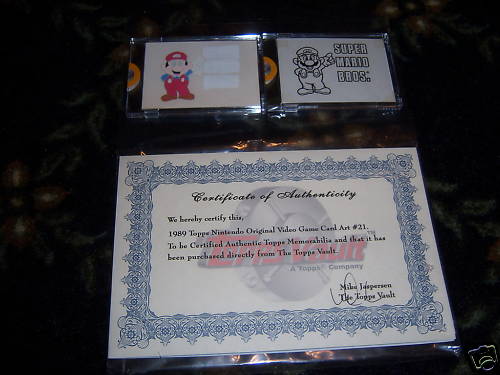 SUPER
MARIO
BROS.
Certificate of Authenticity
We hereby certify this,
1989 Topps Nintendo Original Video Game Card Art #21.
To be Certified Authentic Topps Memorabilia and that it has
been purchased directly from The Topps Vault.
A Topps Company
Mike Jaspersen
The Topps Vault